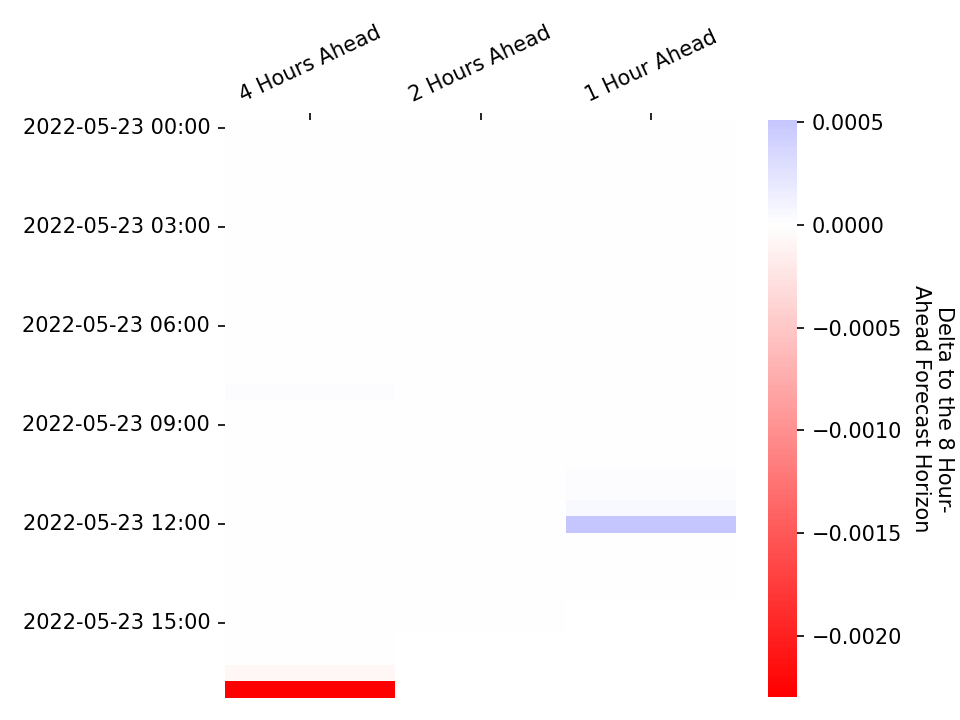 4 Hours Ahead
2 Hours Ahead
1 Hour Ahead
2022-05-23 00:00
2022-05-23 03:00
2022-05-23 06:00
2022-05-23 09:00
2022-05-23 12:00
2022-05-23 15:00
0.0005
0.0000
−0.0005
−0.0010
−0.0015
−0.0020
Delta to the 8 Hour-
Ahead Forecast Horizon